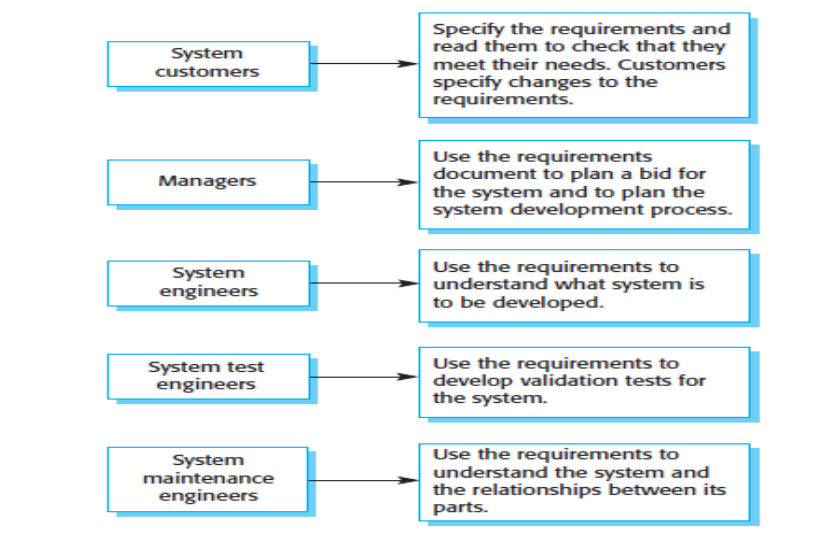 System
customers
Specify the requirements and
read them to check that they
meet their needs. Customers
specify changes to the
requirements.
Managers
Use the requirements
document to plan a bid for
the system and to plan the
system development process.
System
engineers
Use the requirements to
understand what system is
to be developed.
System test
engineers
Use the requirements to
develop validation tests for
the system.
System
maintenance
engineers
Use the requirements to
understand the system and
the relationships between its
parts.